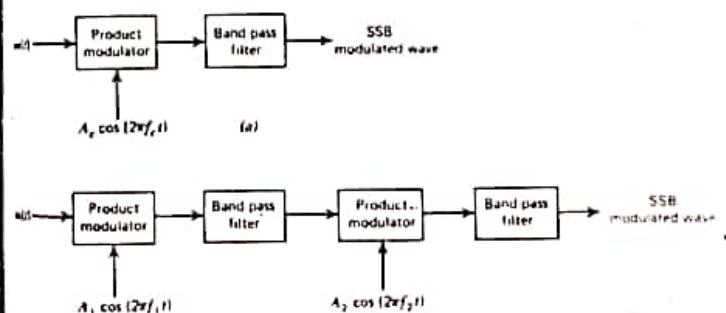 m(t)
Product
modulator
Band pass
filter
SSB
modulated wave
A_c cos (2πf_c t)
(a)
m(t)
Product
modulator
Band pass
filter
Product
modulator
Band pass
filter
SSB
modulated wave
A_1 cos (2πf_1 t)
A_2 cos (2πf_2 t)